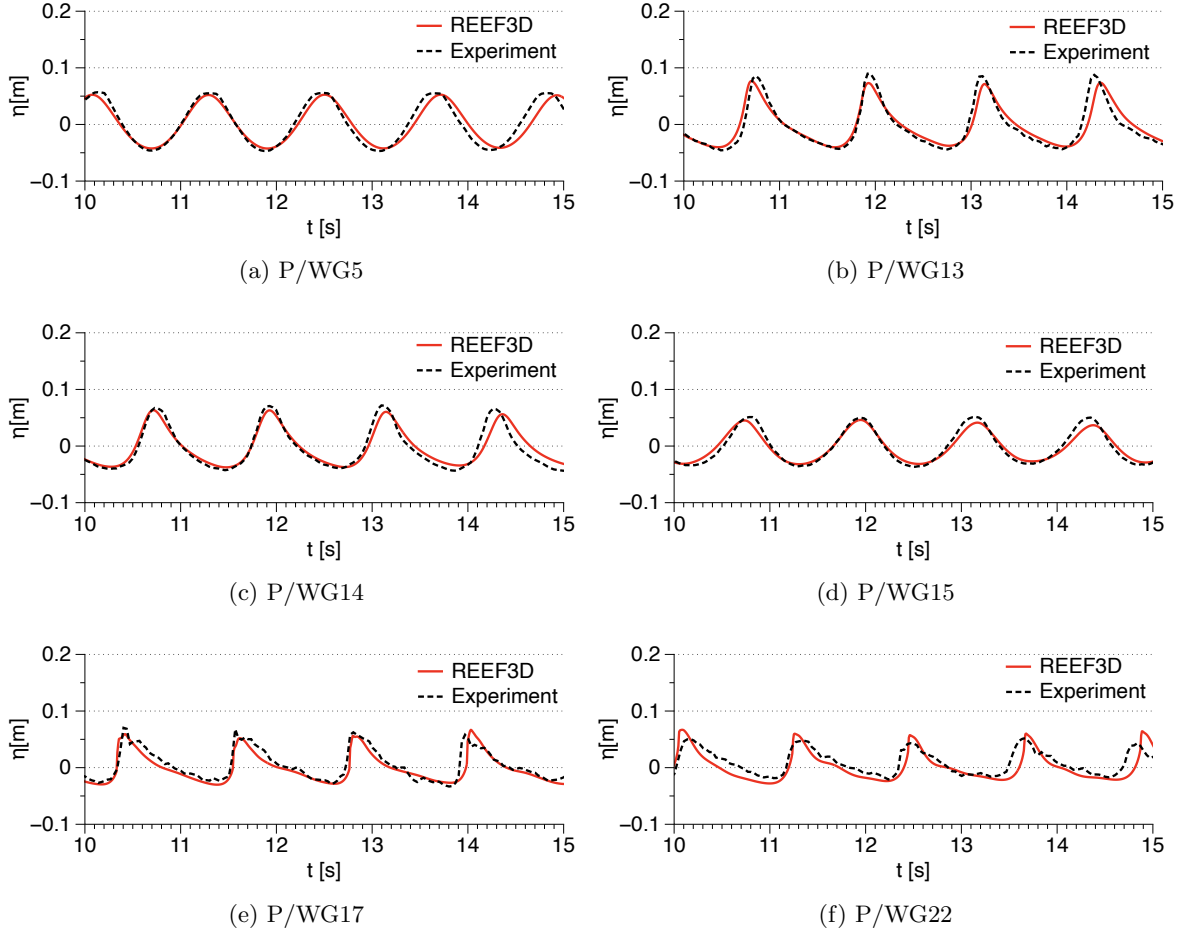 0.2
0.1
0
−0.1
η[m]
REEF3D
Experiment
10 11 12 13 14 15
t [s]
(a) P/WG5
0.2
0.1
0
−0.1
η[m]
REEF3D
Experiment
10 11 12 13 14 15
t [s]
(b) P/WG13
0.2
0.1
0
−0.1
η[m]
REEF3D
Experiment
10 11 12 13 14 15
t [s]
(c) P/WG14
0.2
0.1
0
−0.1
η[m]
REEF3D
Experiment
10 11 12 13 14 15
t [s]
(d) P/WG15
0.2
0.1
0
−0.1
η[m]
REEF3D
Experiment
10 11 12 13 14 15
t [s]
(e) P/WG17
0.2
0.1
0
−0.1
η[m]
REEF3D
Experiment
10 11 12 13 14 15
t [s]
(f) P/WG22